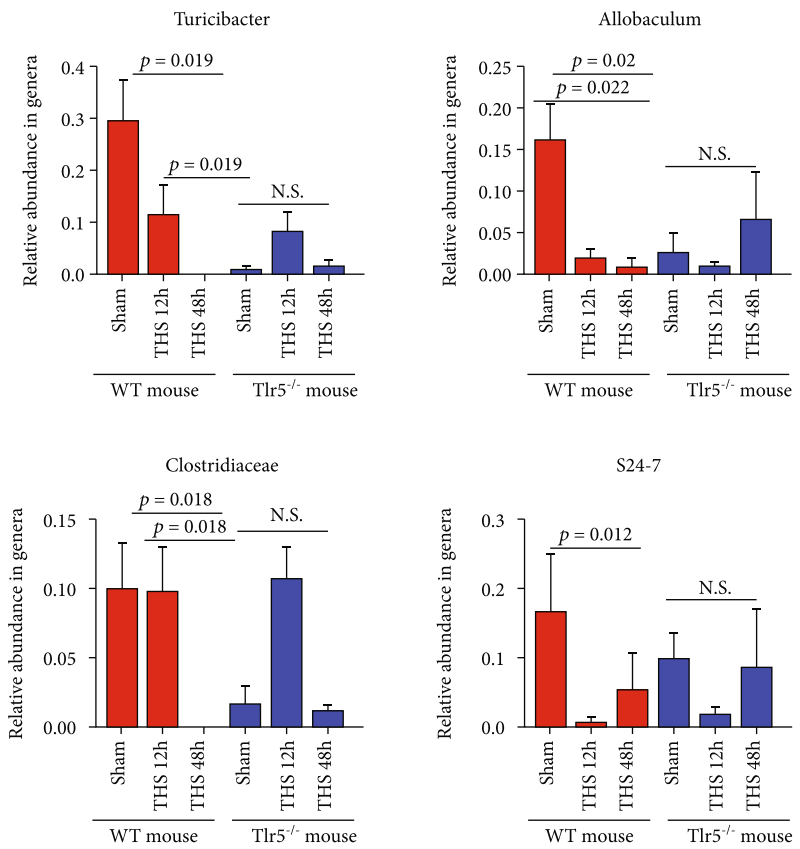 Turicibacter
Relative abundance in genera
0.4
0.3
0.2
0.1
0.0
p = 0.019
p = 0.019
N.S.
Sham
THS 12h
THS 48h
Sham
THS 12h
THS 48h
WT mouse
Tlr5-/- mouse
Allobaculum
Relative abundance in genera
0.25
0.20
0.15
0.10
0.05
0.00
p = 0.02
p = 0.022
N.S.
Sham
THS 12h
THS 48h
Sham
THS 12h
THS 48h
WT mouse
Tlr5-/- mouse
Clostridiaceae
Relative abundance in genera
0.15
0.10
0.05
0.00
p = 0.018
p = 0.018
N.S.
Sham
THS 12h
THS 48h
Sham
THS 12h
THS 48h
WT mouse
Tlr5-/- mouse
S24-7
Relative abundance in genera
0.3
0.2
0.1
0.0
p = 0.012
N.S.
Sham
THS 12h
THS 48h
Sham
THS 12h
THS 48h
WT mouse
Tlr5-/- mouse